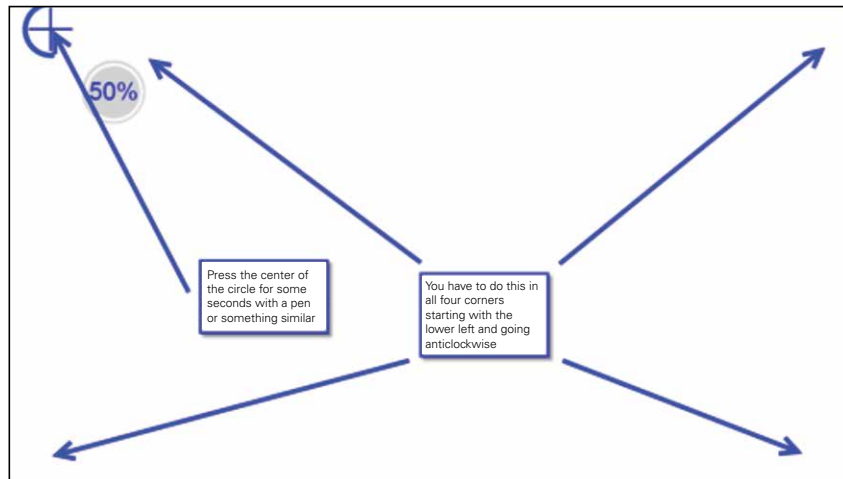 50%
Press the center of
the circle for some
seconds with a pen
or something similar
You have to do this in
all four corners
starting with the
lower left and going
anticlockwise